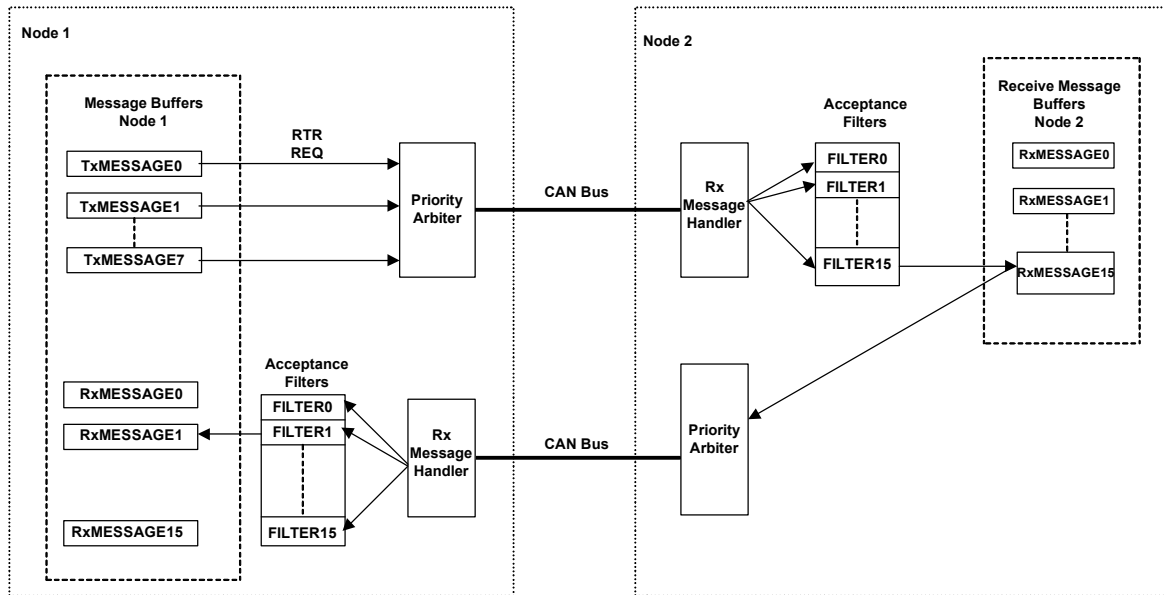 Node 1
Message Buffers
Node 1
TxMESSAGE0
TxMESSAGE1
TxMESSAGE7
RTR
REQ
Priority
Arbiter
CAN Bus
RxMESSAGE0
RxMESSAGE1
RxMESSAGE15
Acceptance
Filters
FILTER0
FILTER1
FILTER15
Rx
Message
Handler
CAN Bus
Node 2
Rx
Message
Handler
Acceptance
Filters
FILTER0
FILTER1
FILTER15
Receive Message
Buffers
Node 2
RxMESSAGE0
RxMESSAGE1
RxMESSAGE15
Priority
Arbiter